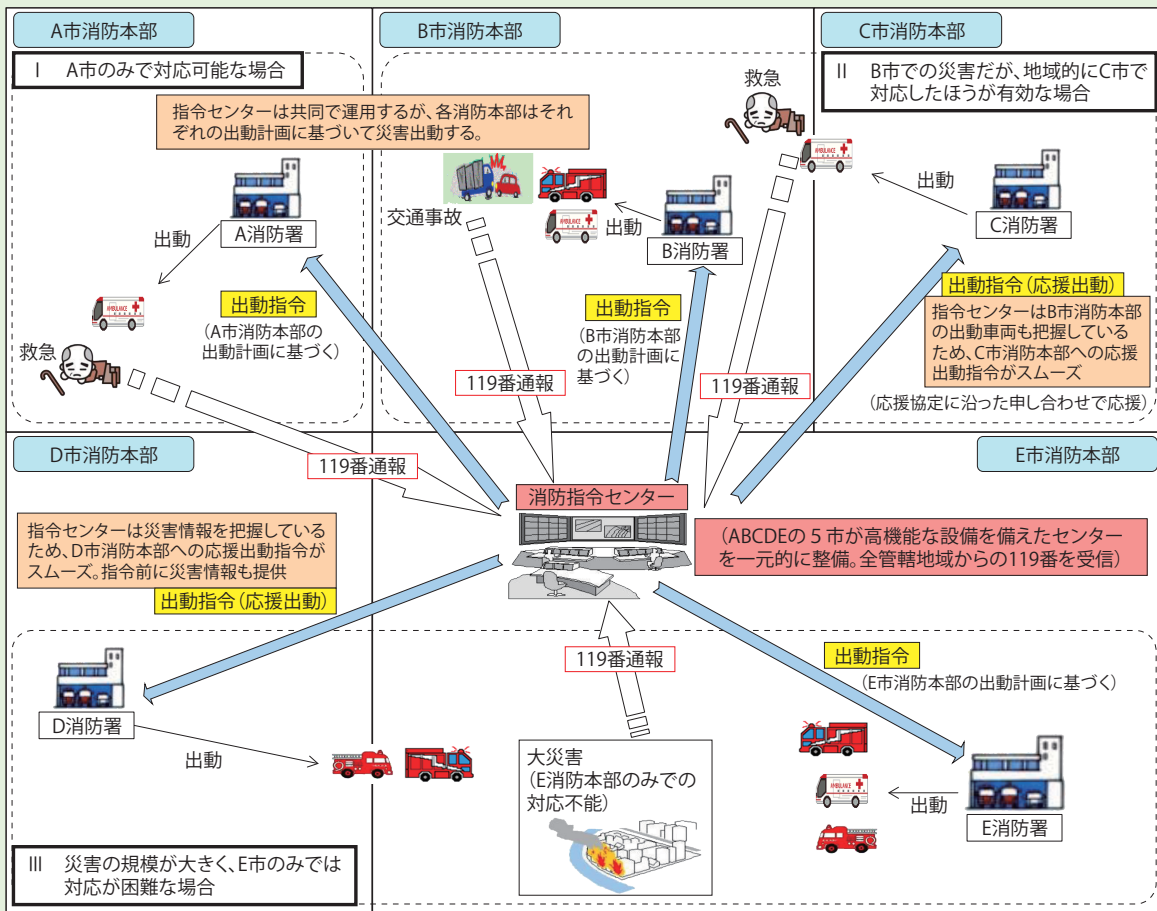 A市消防本部
B市消防本部
C市消防本部
Ⅰ A市のみで対応可能な場合
Ⅱ B市での災害だが、地域的にC市で
対応したほうが有効な場合
指令センターは共同で運用するが、各消防本部はそれ
ぞれの出動計画に基づいて災害出動する。
救急
AMBULANCE
出動
C消防署
交通事故
AMBULANCE
出動
B消防署
A消防署
出動
AMBULANCE
救急
出動指令
(A市消防本部の
出動計画に基づく)
出動指令
(B市消防本部
の出動計画に
基づく)
出動指令(応援出動)
指令センターはB市消防本部
の出動車両も把握している
ため、C市消防本部への応援
出動指令がスムーズ
(応援協定に沿った申し合わせで応援)
119番通報
119番通報
119番通報
D市消防本部
E市消防本部
消防指令センター
(ABCDEの5市が高機能な設備を備えたセンター
を一元的に整備。全管轄地域からの119番を受信)
指令センターは災害情報を把握している
ため、D市消防本部への応援出動指令が
スムーズ。指令前に災害情報も提供
出動指令(応援出動)
119番通報
出動指令
(E市消防本部の出動計画に基づく)
D消防署
出動
大災害
(E消防本部のみでの
対応不能)
AMBULANCE
出動
E消防署
Ⅲ 災害の規模が大きく、E市のみでは
対応が困難な場合